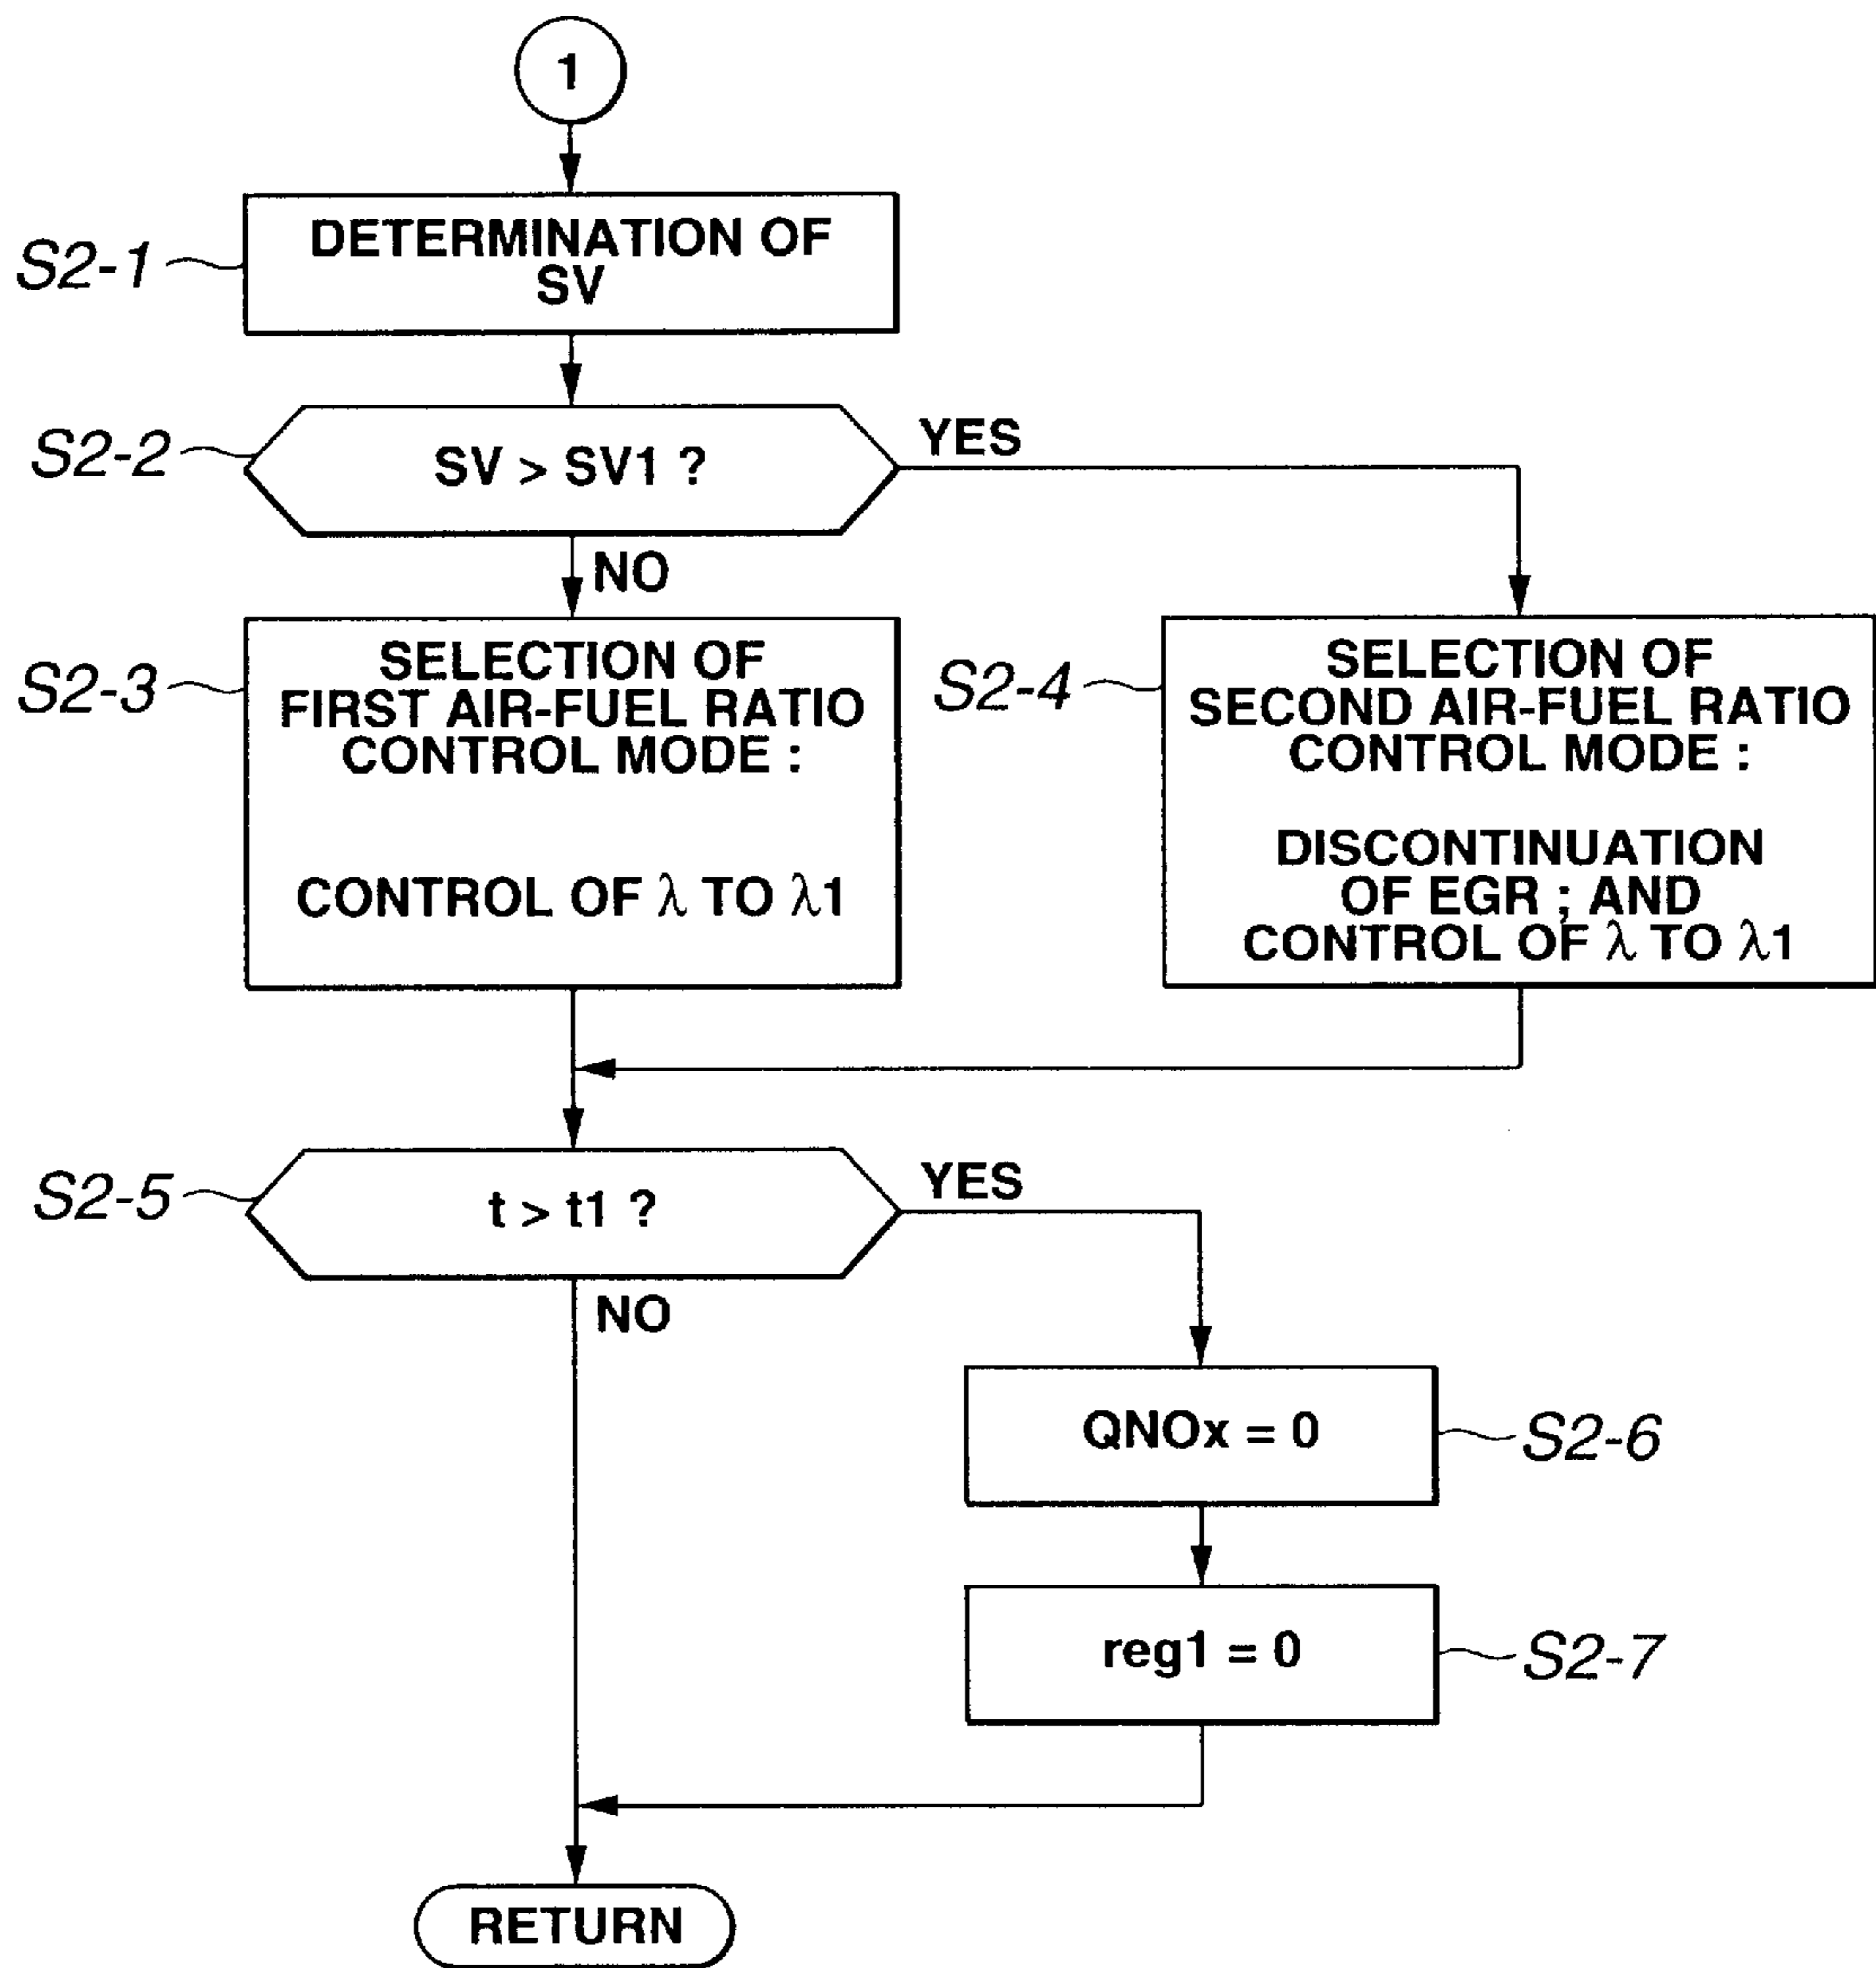 1
S2-1
DETERMINATION OF
SV
S2-2
SV > SV1 ?
YES
NO
S2-3
SELECTION OF
FIRST AIR-FUEL RATIO
CONTROL MODE :
CONTROL OF λ TO λ1
S2-4
SELECTION OF
SECOND AIR-FUEL RATIO
CONTROL MODE :
DISCONTINUATION
OF EGR ; AND
CONTROL OF λ TO λ1
S2-5
t > t1 ?
YES
NO
QNOx = 0
S2-6
reg1 = 0
S2-7
RETURN